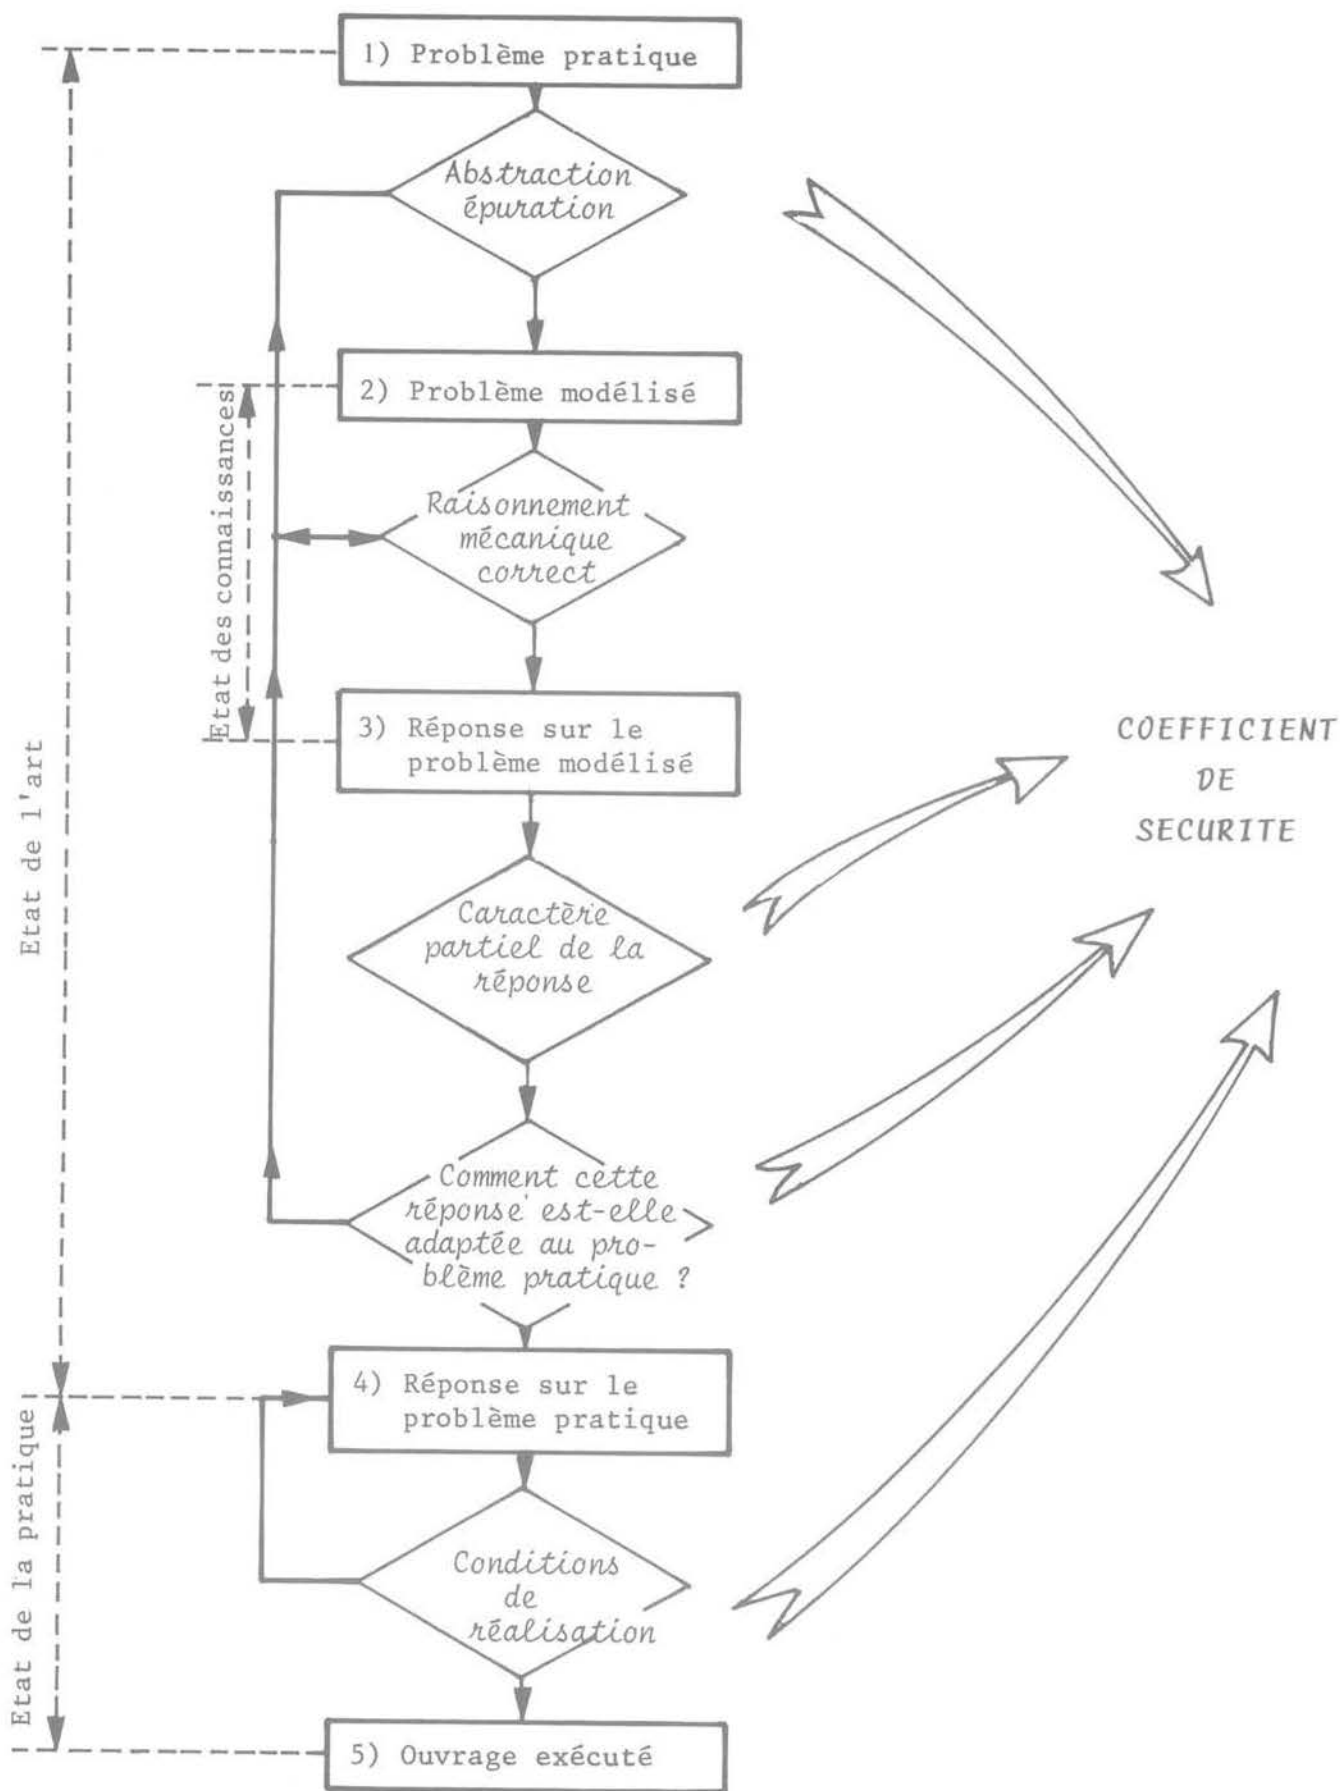 1) Problème pratique
Abstraction
épuration
2) Problème modélisé
Etat des connaissances
Raisonnement
mécanique
correct
3) Réponse sur le
problème modélisé
COEFFICIENT
DE
SECURITE
Etat de l'art
Caractère
partiel de la
réponse
Comment cette
réponse est-elle
adaptée au pro-
blème pratique ?
4) Réponse sur le
problème pratique
Etat de la pratique
Conditions
de
réalisation
5) Ouvrage exécuté